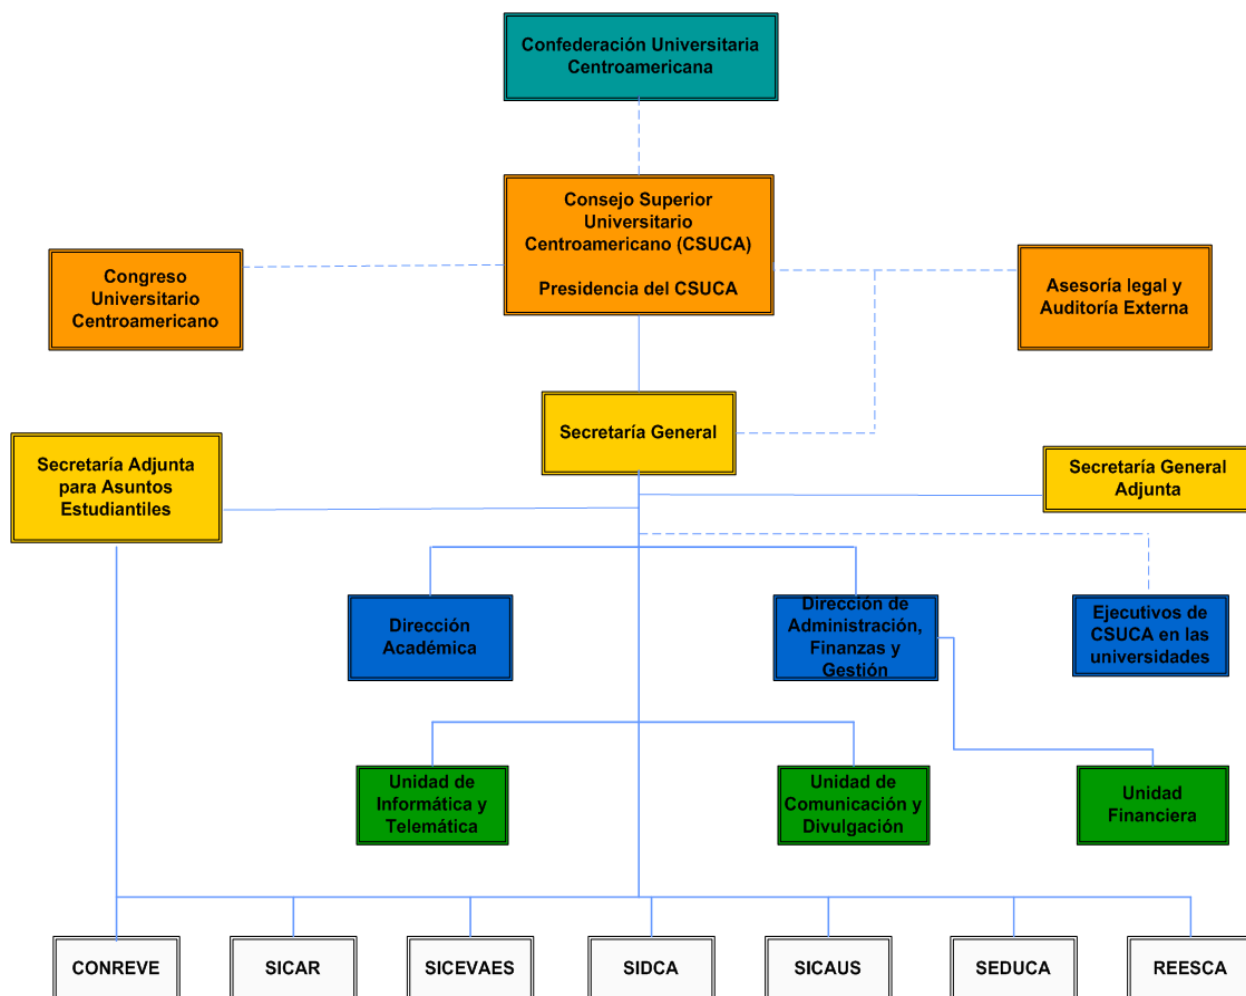 Confederación Universitaria
Centroamericana
Consejo Superior
Universitario
Centroamericano (CSUCA)
Presidencia del CSUCA
Congreso
Universitario
Centroamericano
Asesoría legal y
Auditoría Externa
Secretaría General
Secretaría Adjunta
para Asuntos
Estudiantiles
Secretaría General
Adjunta
Dirección
Académica
Dirección de
Administración,
Finanzas y
Gestión
Ejecutivos de
CSUCA en las
universidades
Unidad de
Informática y
Telemática
Unidad de
Comunicación y
Divulgación
Unidad
Financiera
CONREVE
SICAR
SICEVAES
SIDCA
SICAUS
SEDUCA
REESCA